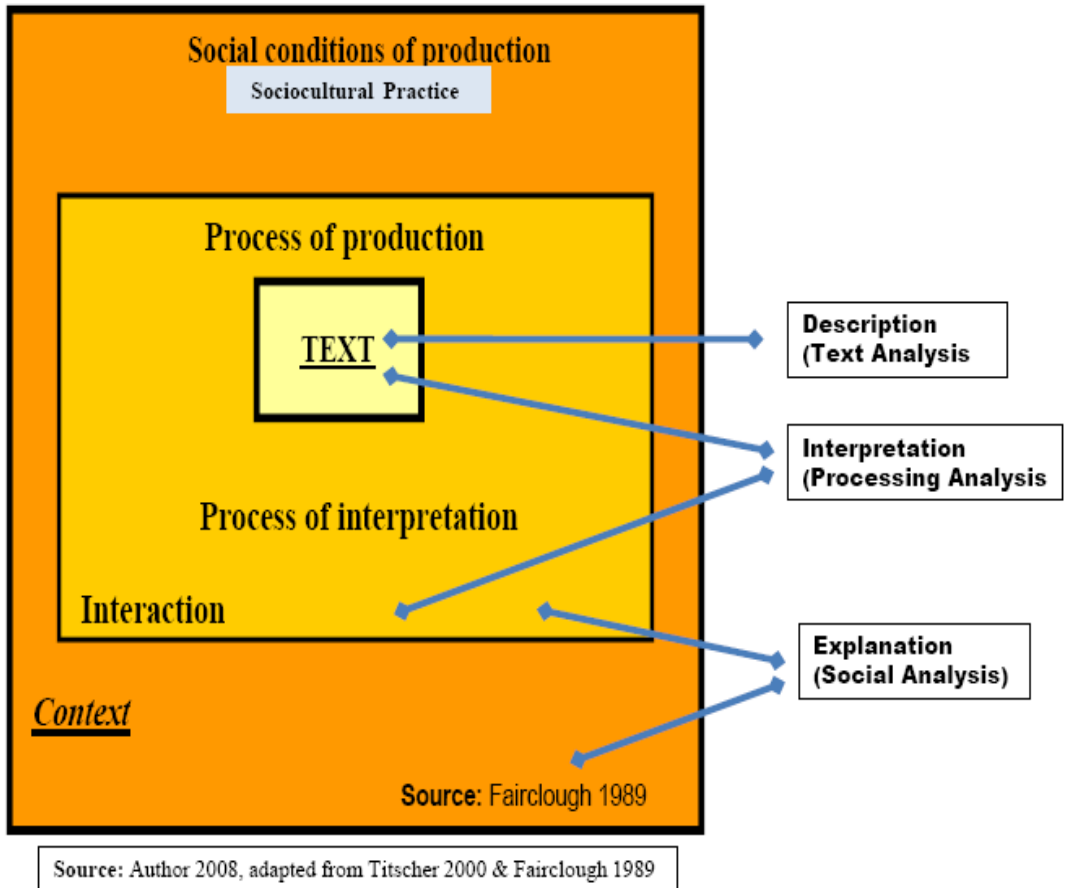 Social conditions of production
Sociocultural Practice
Process of production
TEXT
Description
(Text Analysis
Interpretation
(Processing Analysis
Process of interpretation
Interaction
Explanation
(Social Analysis)
Context
Source: Fairclough 1989
Source: Author 2008, adapted from Titscher 2000 & Fairclough 1989